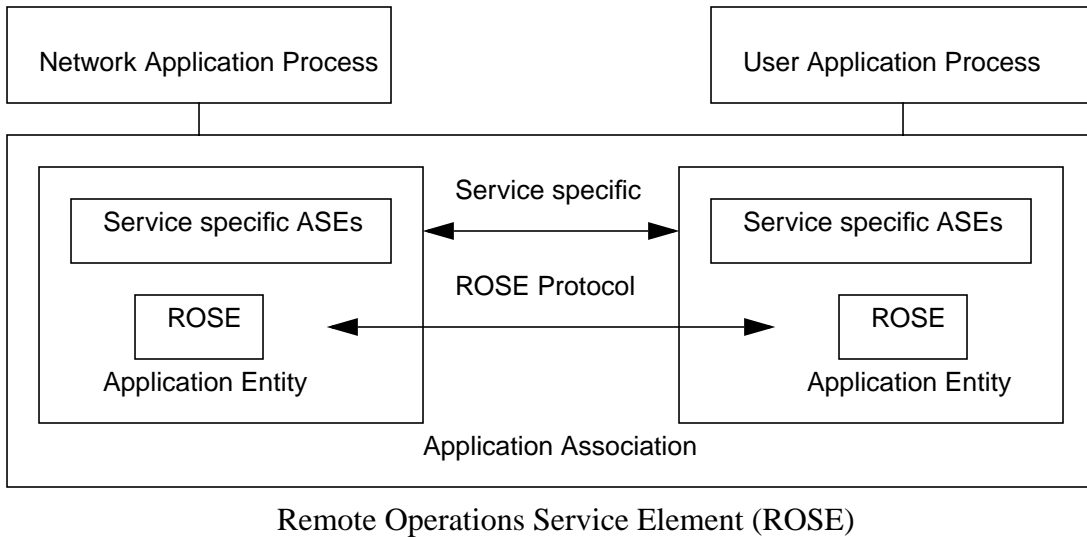 Network Application Process
User Application Process
Service specific
Service specific ASEs
Service specific ASEs
ROSE Protocol
ROSE
ROSE
Application Entity
Application Entity
Application Association
Remote Operations Service Element (ROSE)